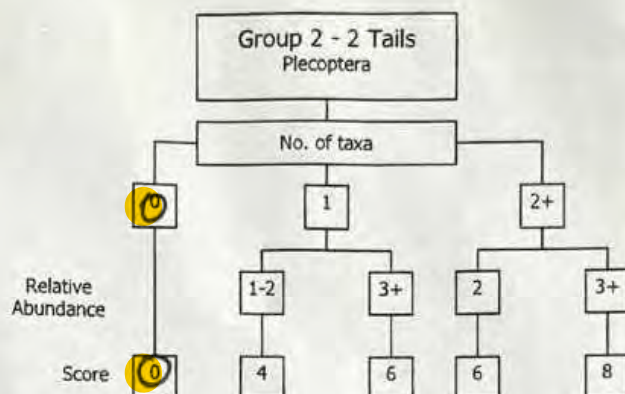 Group 2 - 2 Tails
Plecoptera
No. of taxa
0 1 2+
Relative
Abundance
1-2 3+ 2 3+
Score 0 4 6 6 8